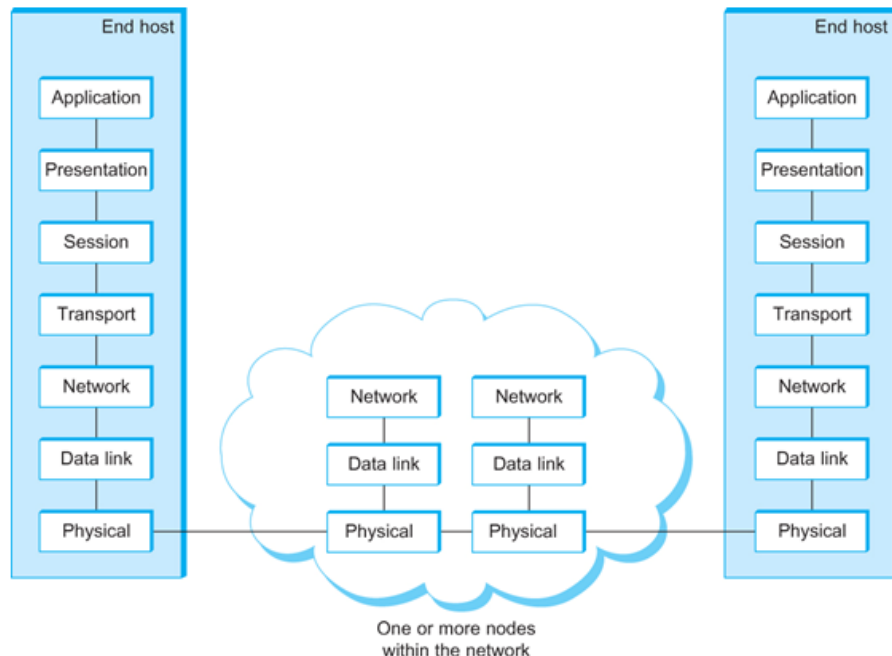 End host
Application
Presentation
Session
Transport
Network
Data link
Physical
Network
Data link
Physical
Network
Data link
Physical
One or more nodes
within the network
End host
Application
Presentation
Session
Transport
Network
Data link
Physical